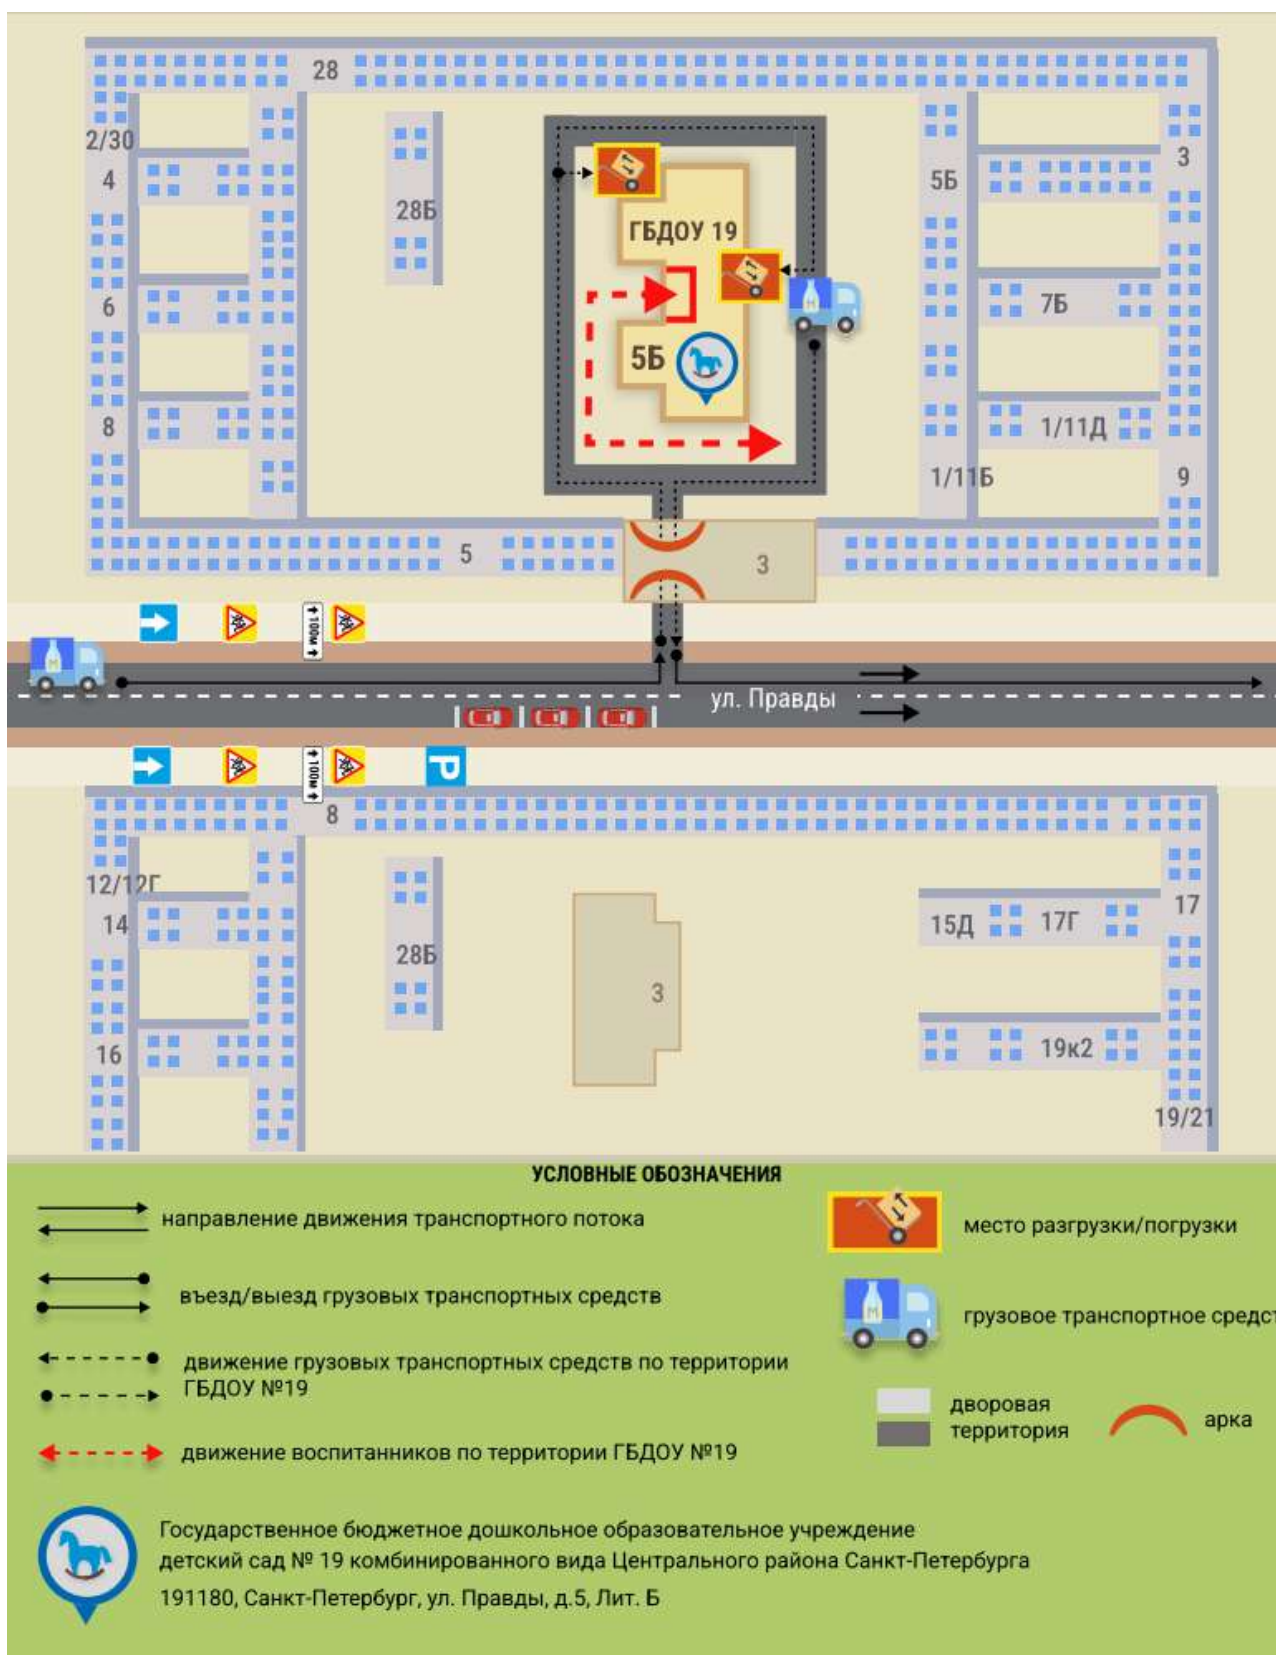 28
2/30
3
4
5Б
28Б
ГБДОУ 19
6
7Б
5Б
8
1/11Д
1/11Б
9
5
3
100м
ул. Правды
100м
P
8
12/12Г
14
15Д
17Г
17
28Б
3
16
19к2
19/21
УСЛОВНЫЕ ОБОЗНАЧЕНИЯ
направление движения транспортного потока
место разгрузки/погрузки
въезд/выезд грузовых транспортных средств
грузовое транспортное средст
движение грузовых транспортных средств по территории
ГБДОУ №19
дворовая
территория
арка
движение воспитанников по территории ГБДОУ №19
Государственное бюджетное дошкольное образовательное учреждение
детский сад № 19 комбинированного вида Центрального района Санкт-Петербурга
191180, Санкт-Петербург, ул. Правды, д.5, Лит. Б